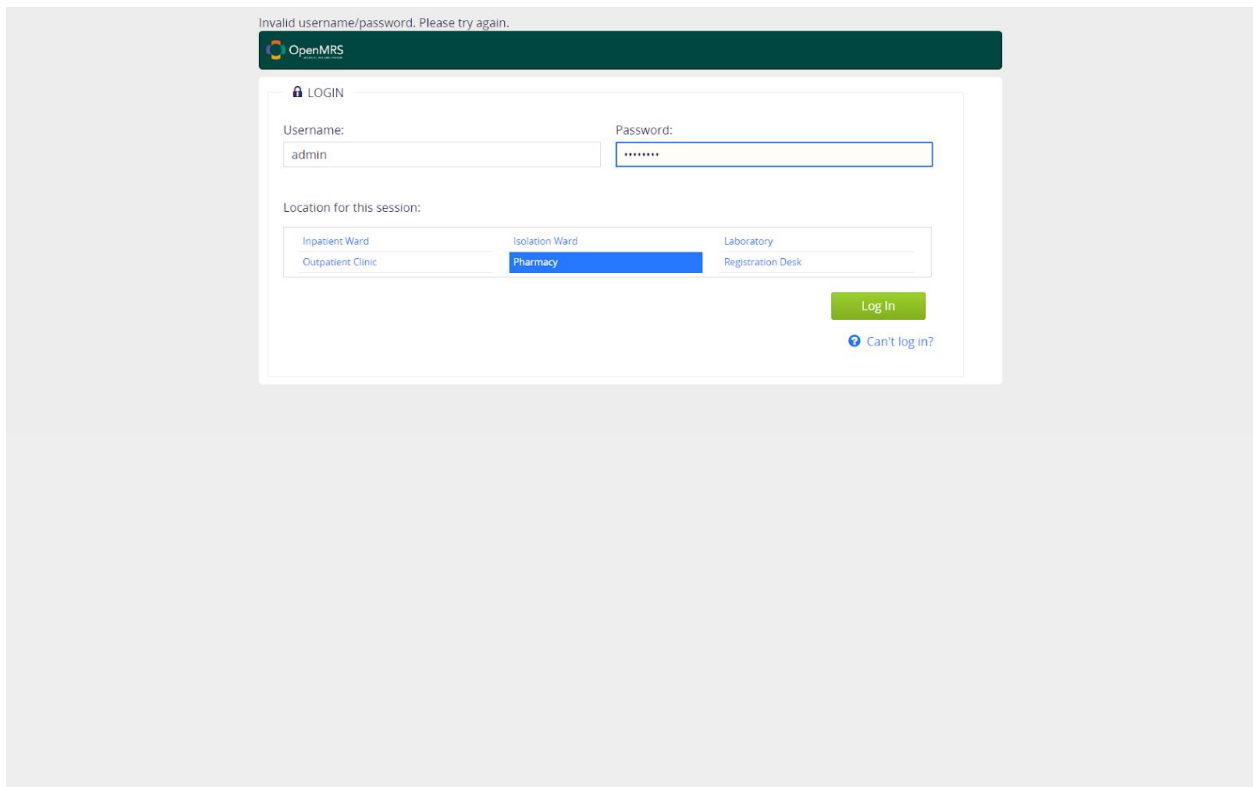 Invalid username/password. Please try again.
OpenMRS
LOGIN
Username: Password:
admin ········
Location for this session:
Inpatient Ward Isolation Ward Laboratory
Outpatient Clinic Pharmacy Registration Desk
Log In
Can't log in?